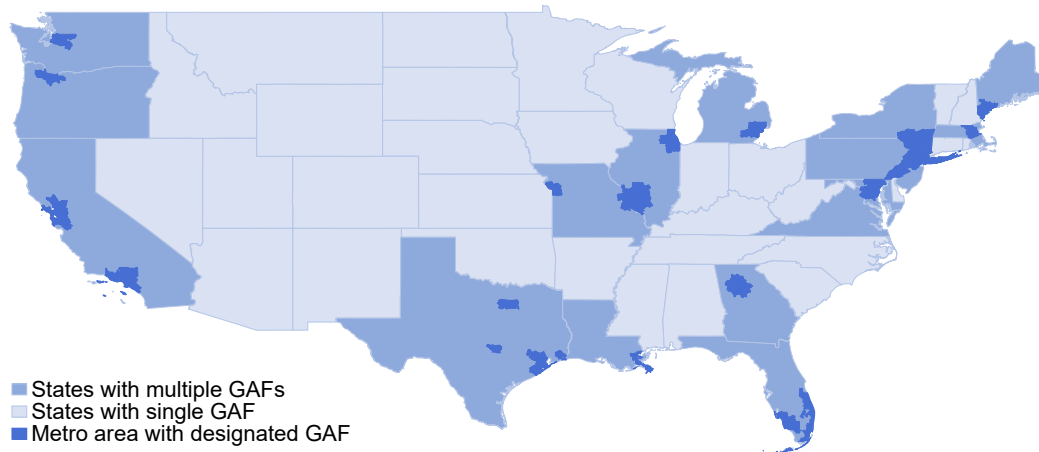 States with multiple GAFs
States with single GAF
Metro area with designated GAF